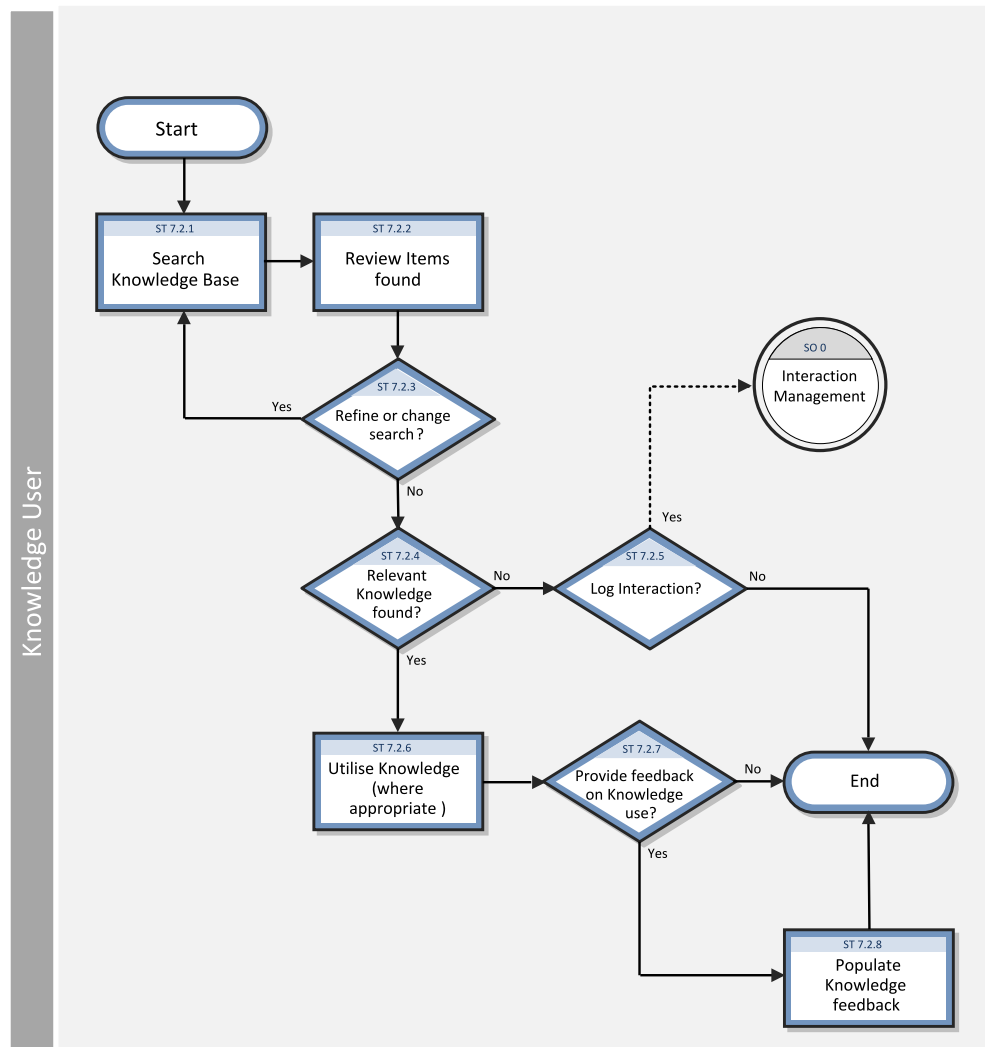 Knowledge User
Start
ST 7.2.1
Search
Knowledge Base
ST 7.2.2
Review Items
found
ST 7.2.3
Refine or change
search ?
Yes
No
SO 0
Interaction
Management
ST 7.2.4
Relevant
Knowledge
found?
No
Yes
ST 7.2.5
Log Interaction?
Yes
No
ST 7.2.6
Utilise Knowledge
(where
appropriate )
ST 7.2.7
Provide feedback
on Knowledge
use?
No
Yes
End
ST 7.2.8
Populate
Knowledge
feedback